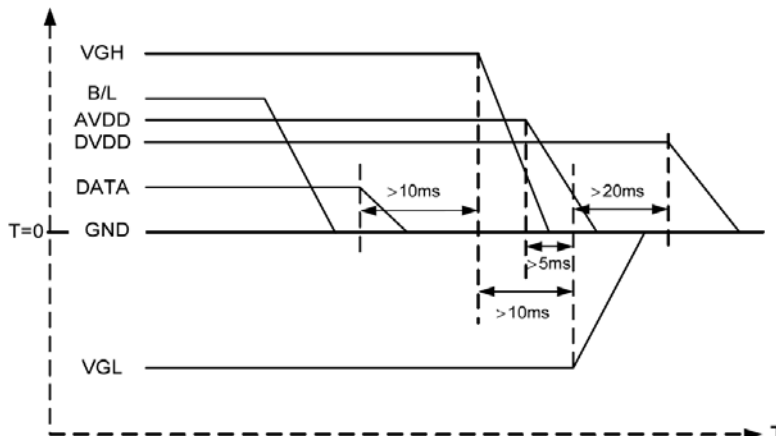 VGH
B/L
AVDD
DVDD
DATA
>10ms
>20ms
T=0
GND
>5ms
>10ms
VGL
T